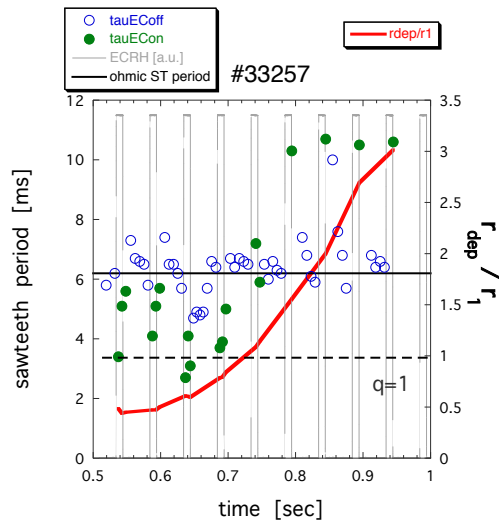 tauECoff
tauECon
ECRH [a.u.]
ohmic ST period
rdep/r1
#33257
12
10
8
6
4
2
0
sawteeth period [ms]
3.5
3
2.5
2
1.5
1
0.5
0
r_dep / r_1
q=1
0.5 0.6 0.7 0.8 0.9 1
time [sec]